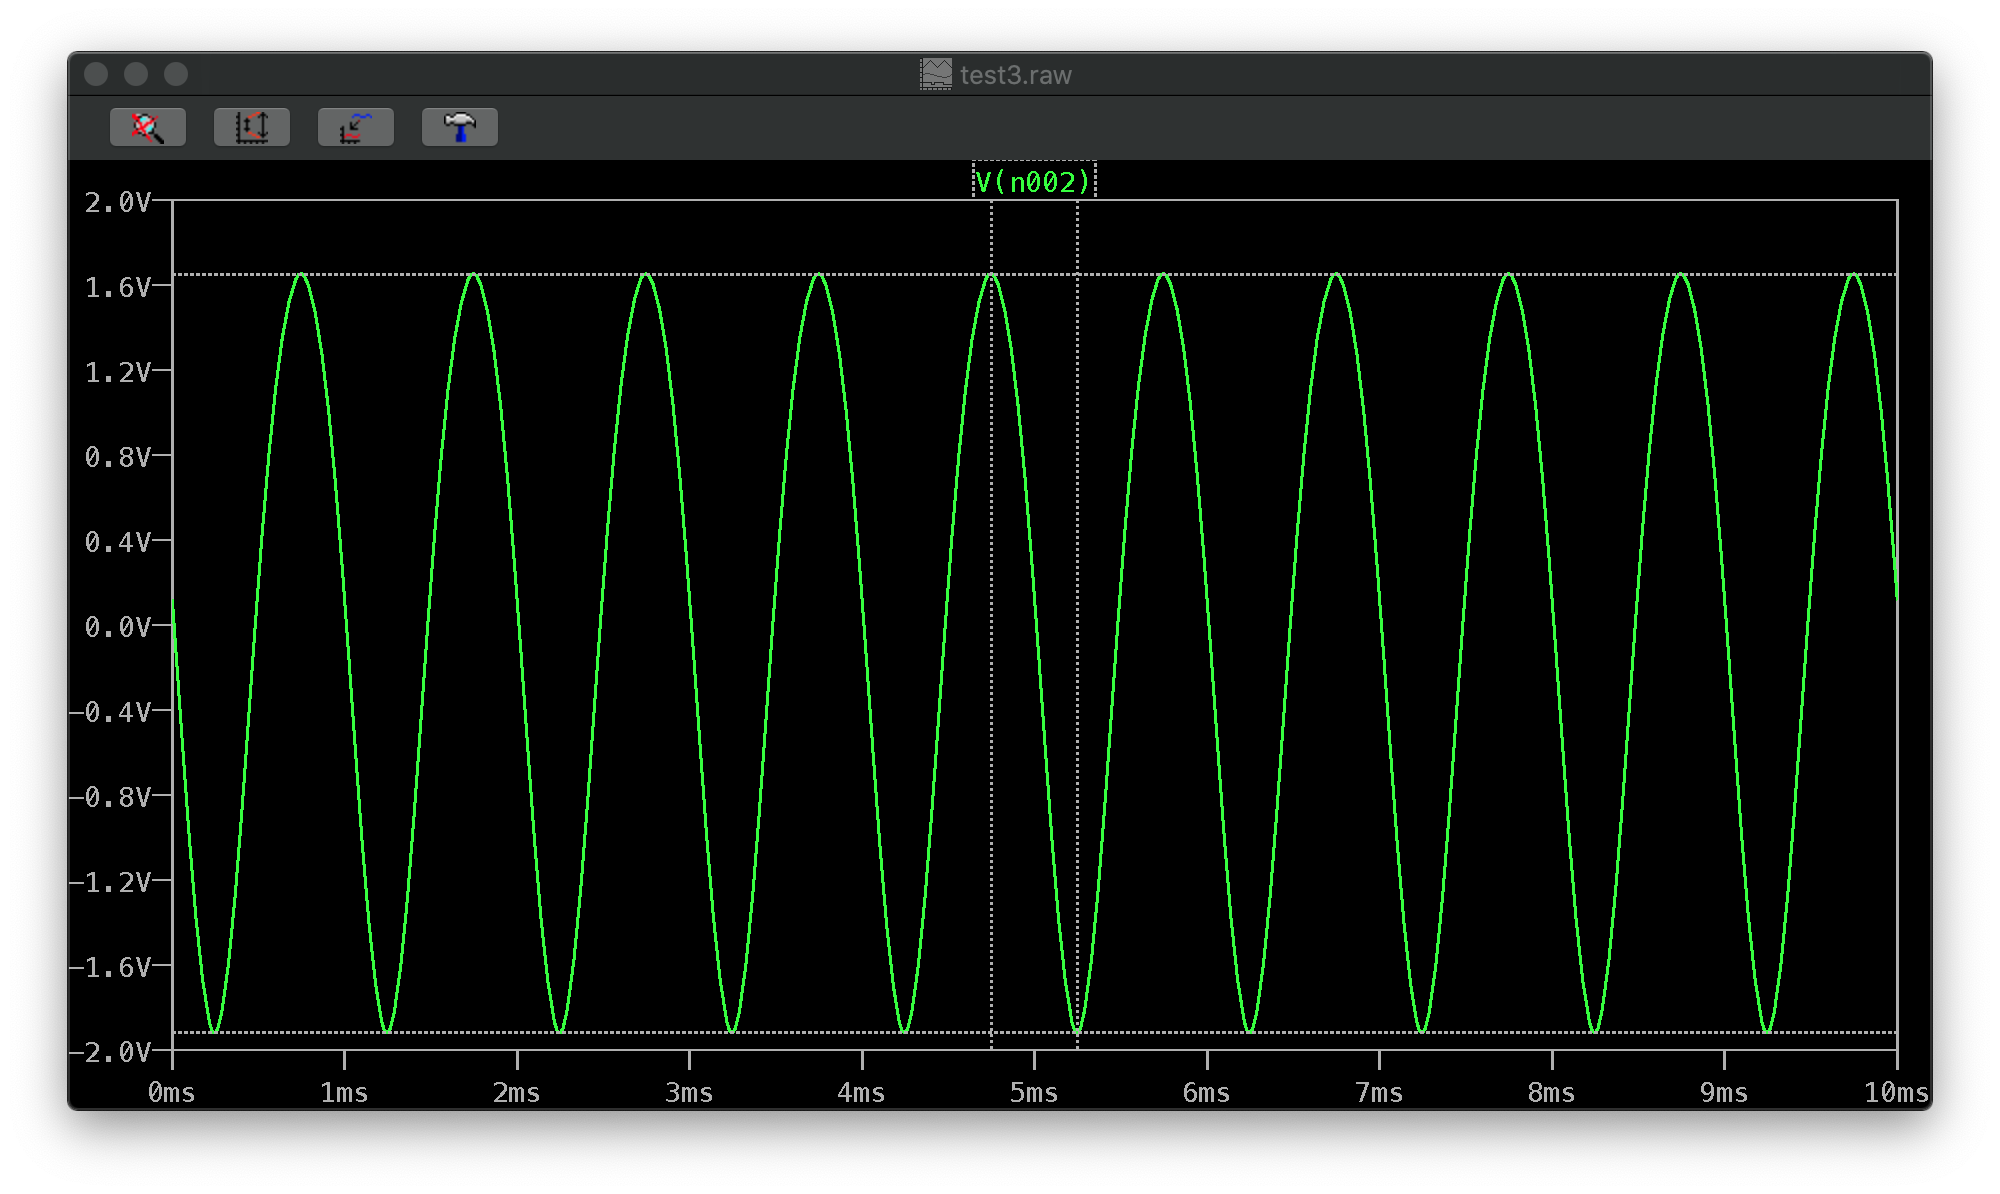 test3.raw
V(n002)
2.0V
1.6V
1.2V
0.8V
0.4V
0.0V
-0.4V
-0.8V
-1.2V
-1.6V
-2.0V
0ms 1ms 2ms 3ms 4ms 5ms 6ms 7ms 8ms 9ms 10ms